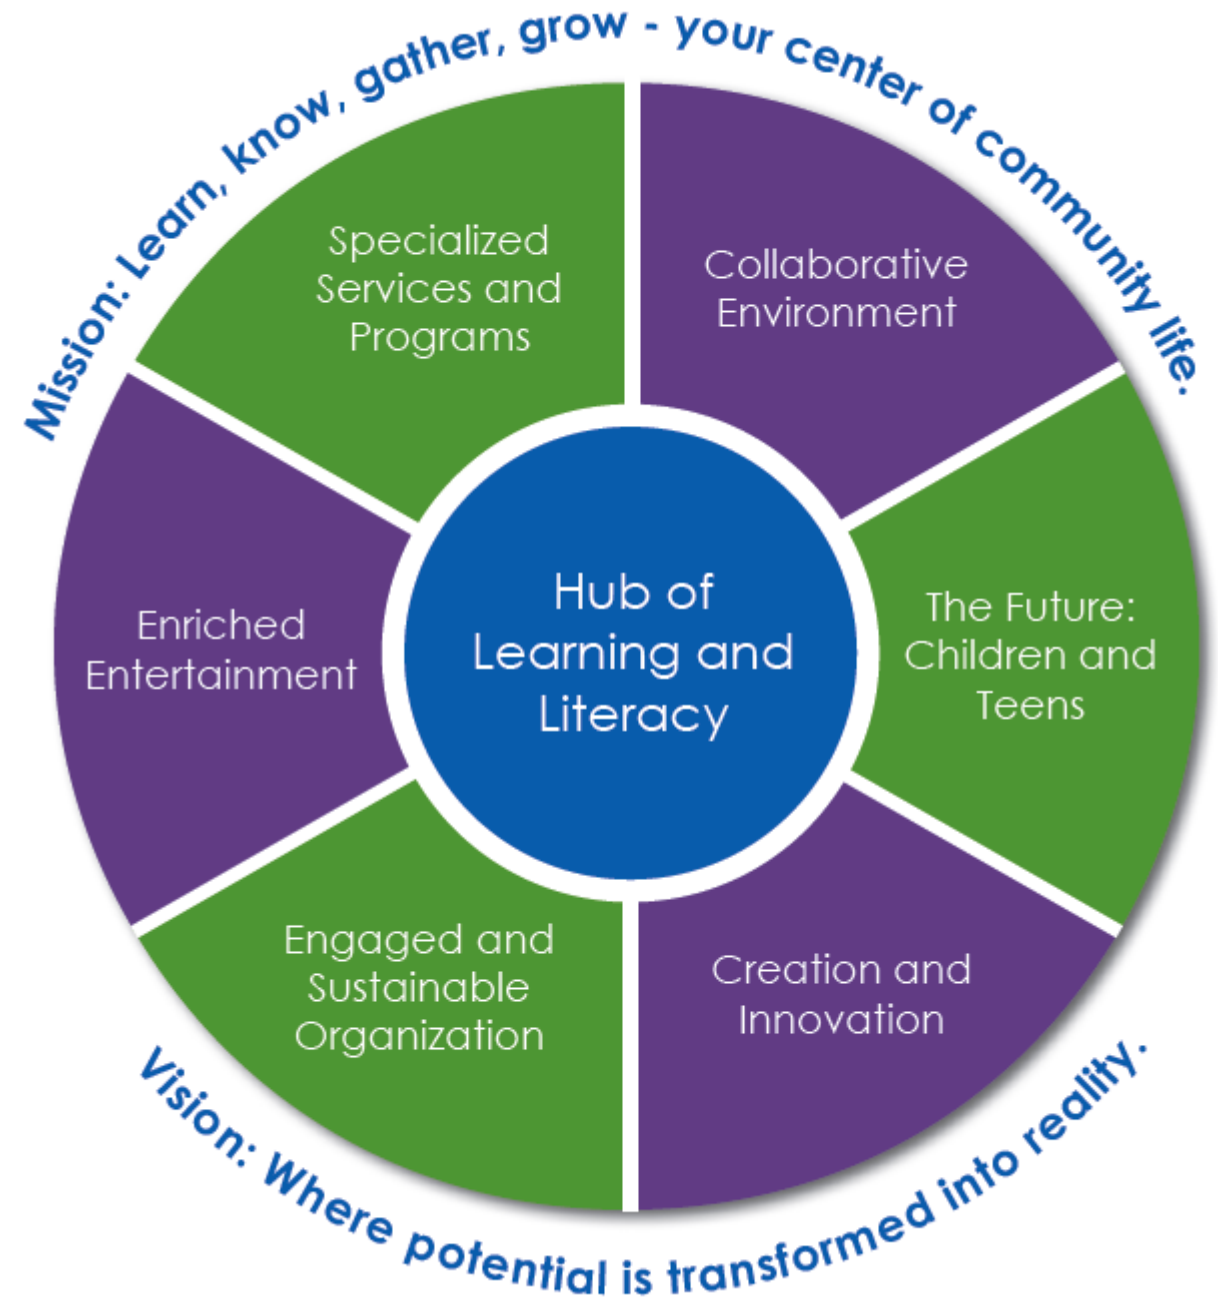 Mission: Learn, know, gather, grow - your center of community life.
Specialized
Services and
Programs
Collaborative
Environment
Enriched
Entertainment
Hub of
Learning and
Literacy
The Future:
Children and
Teens
Engaged and
Sustainable
Organization
Creation and
Innovation
Vision: Where potential is transformed into reality.